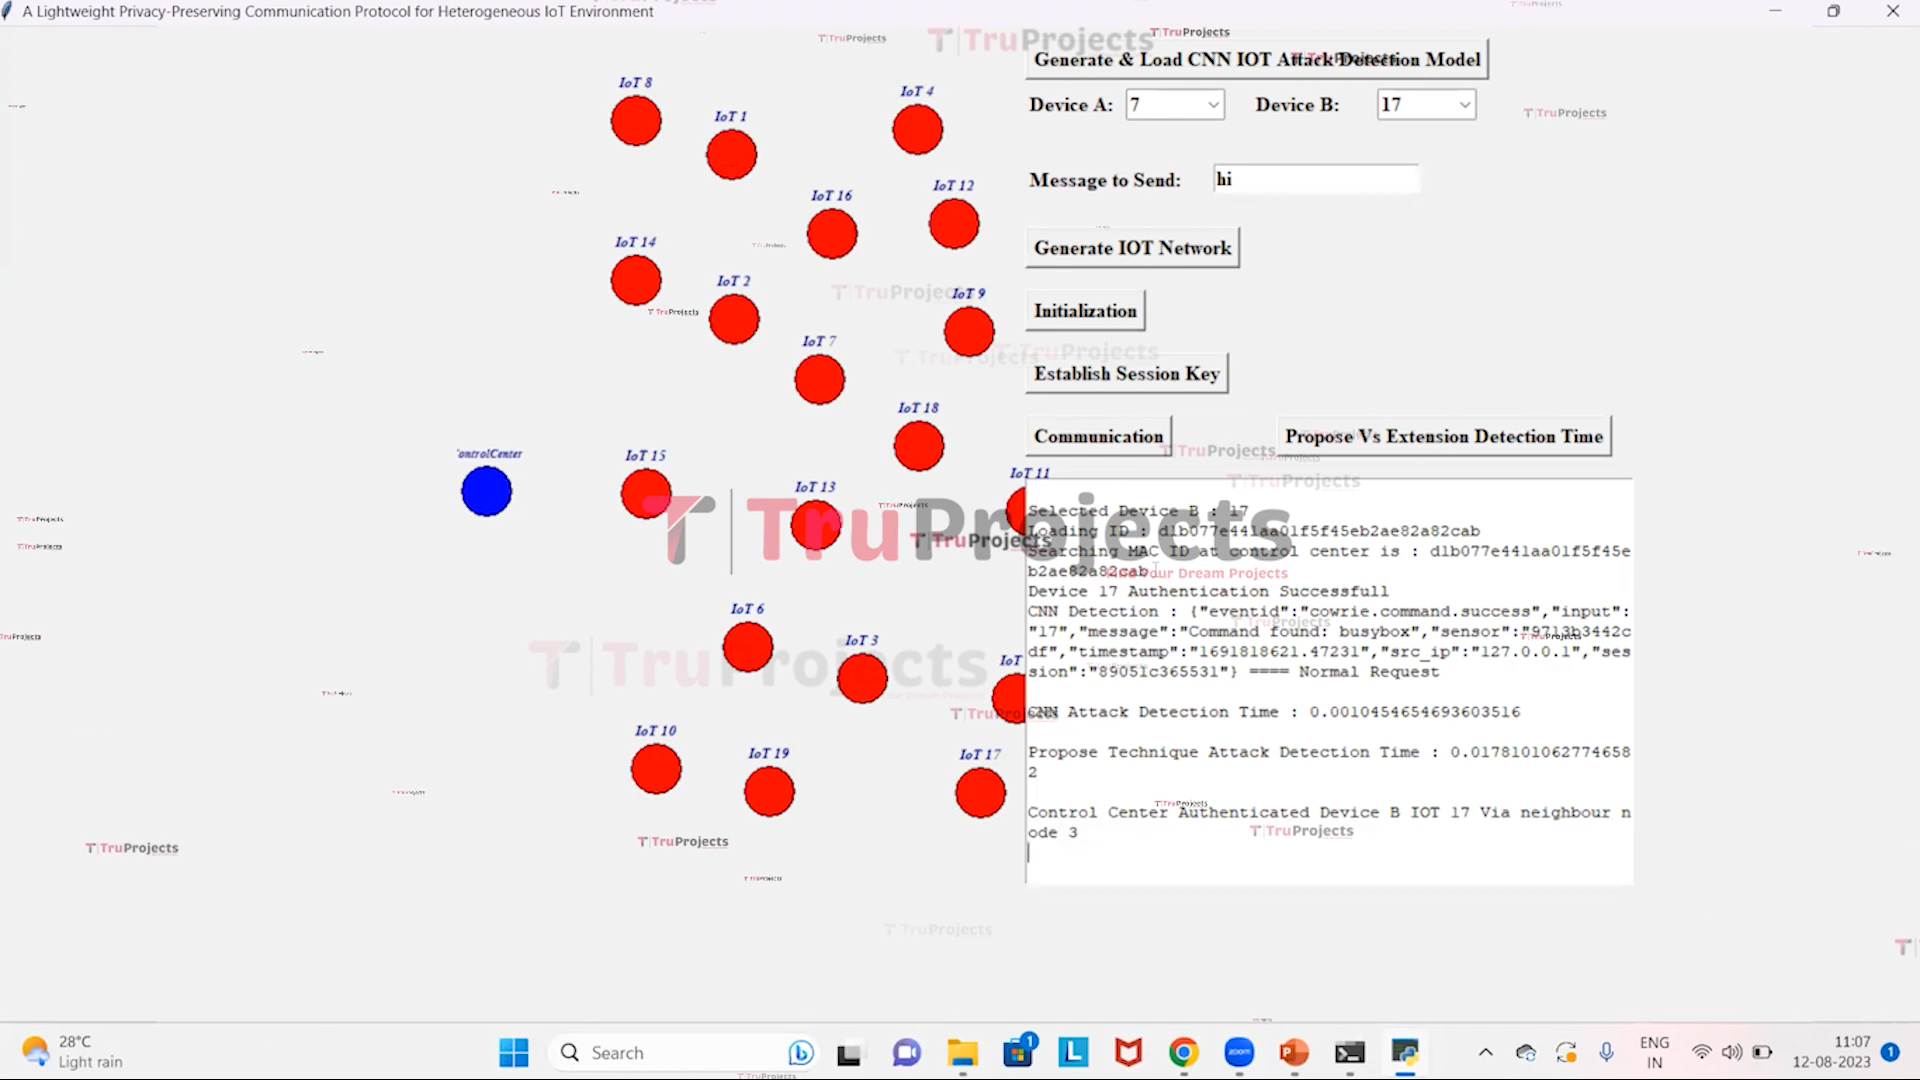 A Lightweight Privacy-Preserving Communication Protocol for Heterogeneous IoT Environment
IoT 8
IoT 1
IoT 4
IoT 16
IoT 12
IoT 14
IoT 2
IoT 9
IoT 7
IoT 18
ontrolCenter
IoT 15
IoT 13
IoT 11
IoT 6
IoT 3
IoT
IoT 10
IoT 19
IoT 17
Generate & Load CNN IOT Attack Detection Model
Device A: 7 Device B: 17
Message to Send: hi
Generate IOT Network
Initialization
Establish Session Key
Communication Propose Vs Extension Detection Time
Selected Device B : 17
Loading ID : d1b077e441aa01f5f45eb2ae82a82cab
Searching MAC ID at control center is : d1b077e441aa01f5f45e
b2ae82a82cab
Device 17 Authentication Successfull
CNN Detection : {"eventid":"cowrie.command.success","input":
"17","message":"Command found: busybox","sensor":"9713b3442c
df","timestamp":"1691818621.47231","src_ip":"127.0.0.1","ses
sion":"89051c365531"} ==== Normal Request
CNN Attack Detection Time : 0.0010454654693603516
Propose Technique Attack Detection Time : 0.0178101062774658
2
Control Center Authenticated Device B IOT 17 Via neighbour n
ode 3
TruProjects
Find Your Dream Projects
28°C
Light rain
Search
ENG
IN
11:07
12-08-2023